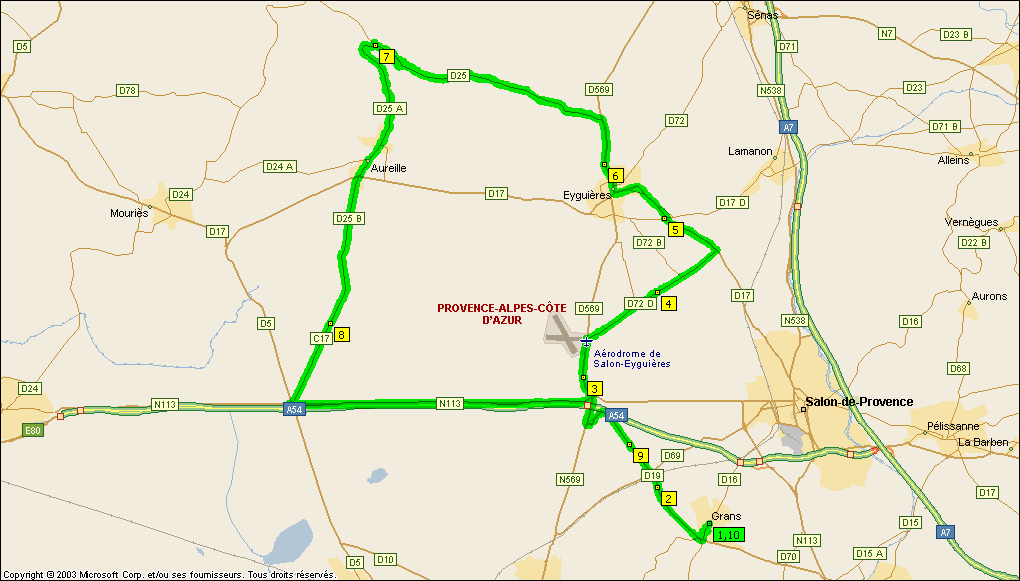 Sénas
D5
D71
N7
D23 B
7
D25
D78
D569
N538
D23
D25 A
D72
A7
D71 B
Lamanon
Alleins
D24 A
Aureille
6
D24
D17
Eyguières
D17 D
Mouriès
D25 B
D17
5
Vernègues
D72 B
D22 B
D17
Aurons
PROVENCE-ALPES-CÔTE
D'AZUR
D569
D72 D
4
D5
8
C17
N538
D16
Aérodrome de
Salon-Eyguières
D68
D24
3
N113
A54
N113
A54
Salon-de-Provence
E80
Pélissanne
La Barben
9
D69
D19
N569
D16
2
D17
Grans
1,10
D15
A7
N113
D5
D10
D70
D15 A
Copyright © 2003 Microsoft Corp. et/ou ses fournisseurs. Tous droits réservés.